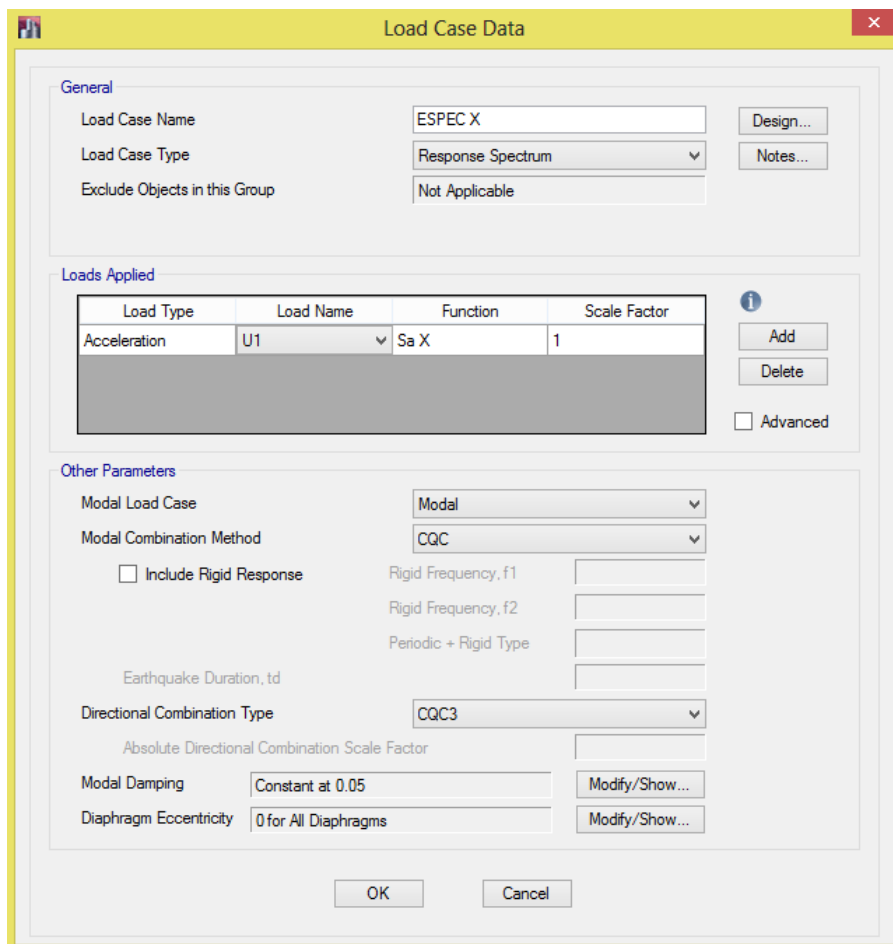 Load Case Data
General
Load Case Name ESPEC X Design...
Load Case Type Response Spectrum Notes...
Exclude Objects in this Group Not Applicable
Loads Applied
Load Type Load Name Function Scale Factor
Acceleration U1 Sa X 1
Add
Delete
Advanced
Other Parameters
Modal Load Case Modal
Modal Combination Method CQC
Include Rigid Response Rigid Frequency, f1
Rigid Frequency, f2
Periodic + Rigid Type
Earthquake Duration, td
Directional Combination Type CQC3
Absolute Directional Combination Scale Factor
Modal Damping Constant at 0.05 Modify/Show...
Diaphragm Eccentricity 0 for All Diaphragms Modify/Show...
OK Cancel